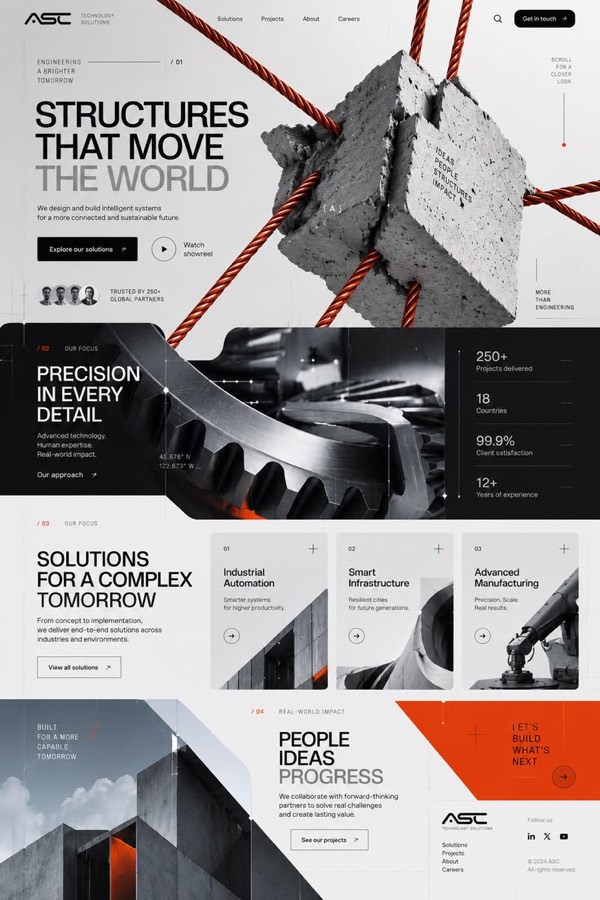 ASC
TECHNOLOGY
SOLUTIONS
Solutions
Projects
About
Careers
Get in touch
ENGINEERING
A BRIGHTER
TOMORROW
/ 01
STRUCTURES
THAT MOVE
THE WORLD
We design and build intelligent systems
for a more connected and sustainable future.
Explore our solutions
Watch
showreel
TRUSTED BY 250+
GLOBAL PARTNERS
SCROLL
FOR A
CLOSER
LOOK
IDEAS
PEOPLE
STRUCTURES
IMPACT
{ A }
MORE
THAN
ENGINEERING
/ 02
OUR FOCUS
PRECISION
IN EVERY
DETAIL
Advanced technology.
Human expertise.
Real-world impact.
Our approach
45.676° N
122.673° W
250+
Projects delivered
18
Countries
99.9%
Client satisfaction
12+
Years of experience
/ 03
OUR FOCUS
SOLUTIONS
FOR A COMPLEX
TOMORROW
From concept to implementation,
we deliver end-to-end solutions across
industries and environments.
View all solutions
01
Industrial
Automation
Smarter systems
for higher productivity.
02
Smart
Infrastructure
Resilient cities
for future generations.
03
Advanced
Manufacturing
Precision. Scale.
Real results.
BUILT
FOR A MORE
CAPABLE
TOMORROW
/ 04
REAL-WORLD IMPACT
PEOPLE
IDEAS
PROGRESS
We collaborate with forward-thinking
partners to solve real challenges
and create lasting value.
See our projects
LET'S
BUILD
WHAT'S
NEXT
ASC
TECHNOLOGY SOLUTIONS
Solutions
Projects
About
Careers
Follow us
© 2024 ASC.
All rights reserved.